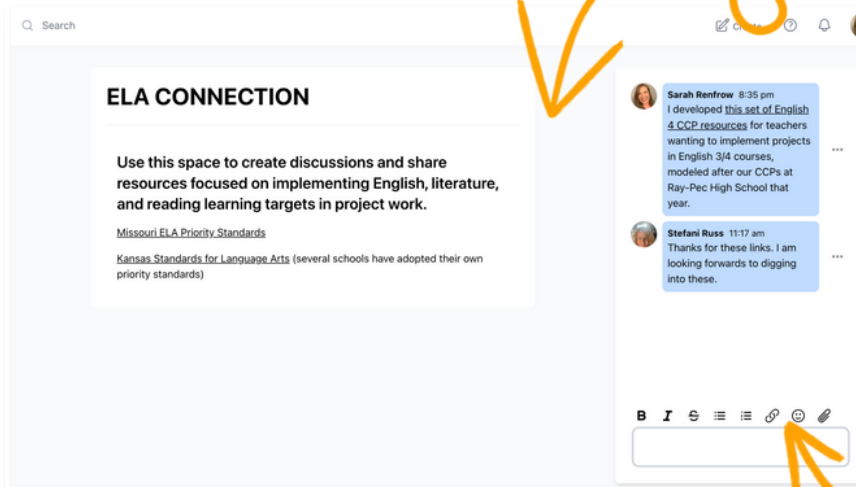 Search
ELA CONNECTION
Use this space to create discussions and share
resources focused on implementing English, literature,
and reading learning targets in project work.
Missouri ELA Priority Standards
Kansas Standards for Language Arts (several schools have adopted their own
priority standards)
Sarah Renfrow 8:35 pm
I developed this set of English
4 CCP resources for teachers
wanting to implement projects
in English 3/4 courses,
modeled after our CCPs at
Ray-Pec High School that
year.
Stefani Russ 11:17 am
Thanks for these links. I am
looking forwards to digging
into these.
B I S